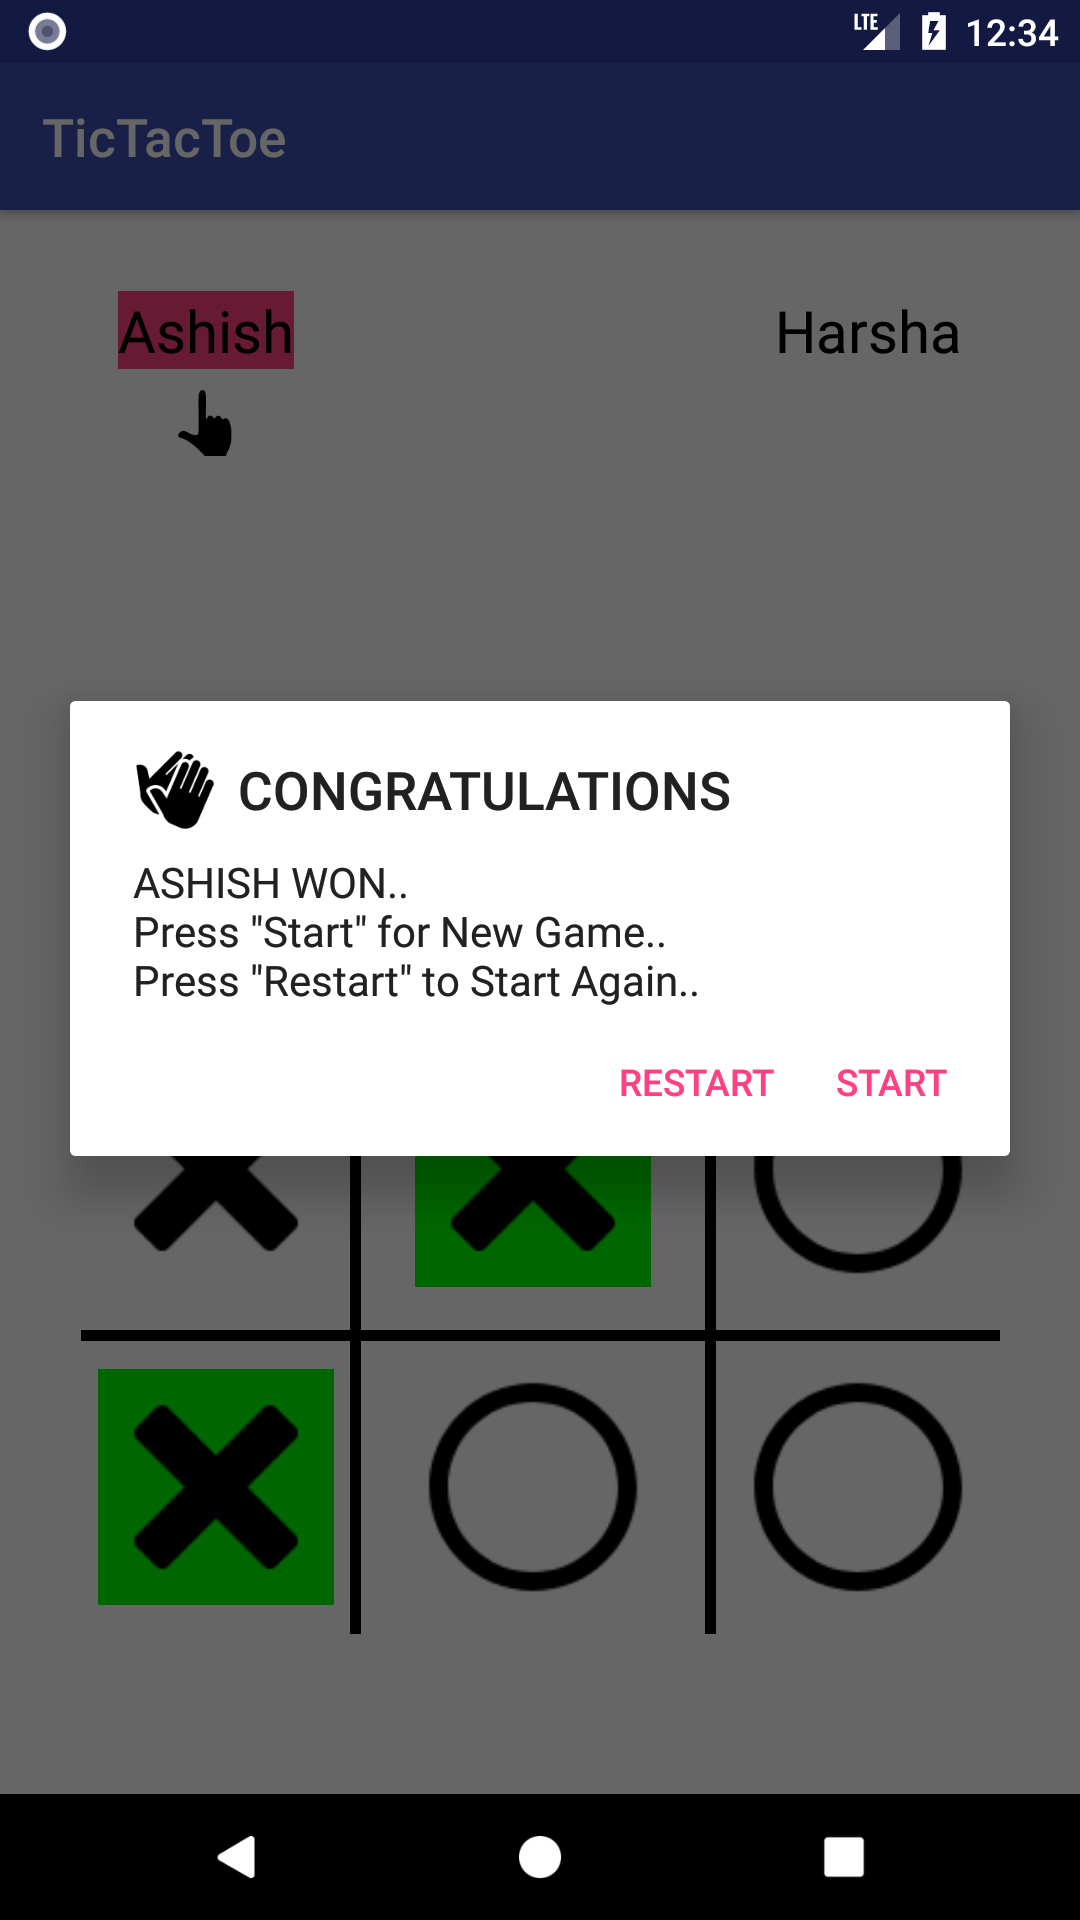 LTE 12:34
TicTacToe
Ashish Harsha
CONGRATULATIONS
ASHISH WON..
Press "Start" for New Game..
Press "Restart" to Start Again..
RESTART START